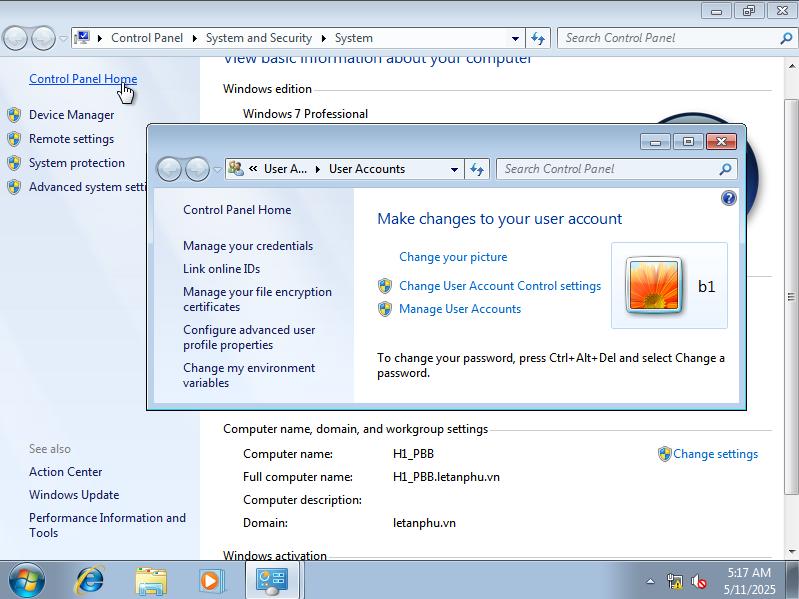 Control Panel
System and Security
System
Search Control Panel
Control Panel Home
Device Manager
Remote settings
System protection
Advanced system setti
See also
Action Center
Windows Update
Performance Information and
Tools
View basic information about your computer
Windows edition
Windows 7 Professional
« User A... User Accounts
Search Control Panel
Control Panel Home
Manage your credentials
Link online IDs
Manage your file encryption
certificates
Configure advanced user
profile properties
Change my environment
variables
Make changes to your user account
Change your picture
Change User Account Control settings
Manage User Accounts
b1
To change your password, press Ctrl+Alt+Del and select Change a
password.
Computer name, domain, and workgroup settings
Computer name: H1_PBB
Change settings
Full computer name: H1_PBB.letanphu.vn
Computer description:
Domain: letanphu.vn
Windows activation
5:17 AM
5/11/2025